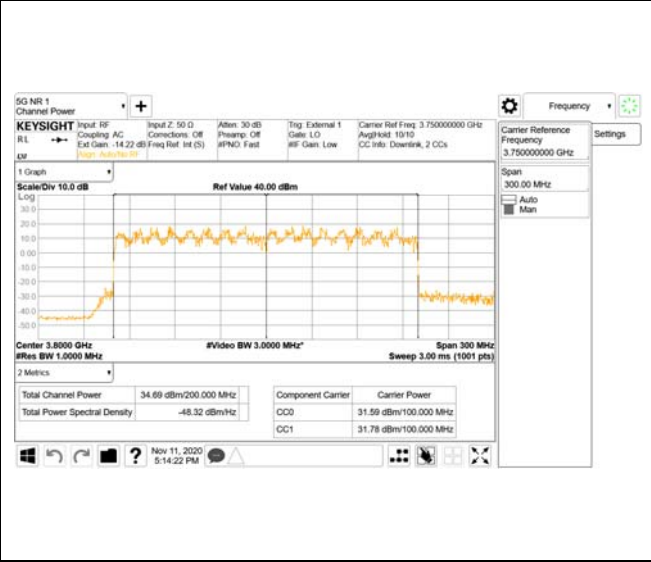 5G NR 1
Channel Power
Frequency
KEYSIGHT
RL
Input: RF
Coupling: AC
Ext Gain: -14.22 dB
Align: Auto/No RF
Input Z: 50 Ω
Corrections: Off
Freq Ref: Int (S)
Atten: 30 dB
Preamp: Off
#PNO: Fast
Trig: External 1
Gate: LO
#IF Gain: Low
Carrier Ref Freq: 3.750000000 GHz
Avg|Hold: 10/10
CC Info: Downlink, 2 CCs
Carrier Reference
Frequency
3.750000000 GHz
Settings
Span
300.00 MHz
Auto
Man
1 Graph
Scale/Div 10.0 dB
Ref Value 40.00 dBm
Log
30.0
20.0
10.0
0.00
-10.0
-20.0
-30.0
-40.0
-50.0
Center 3.8000 GHz
#Video BW 3.0000 MHz*
Span 300 MHz
#Res BW 1.0000 MHz
Sweep 3.00 ms (1001 pts)
2 Metrics
Total Channel Power 34.69 dBm/200.000 MHz
Total Power Spectral Density -48.32 dBm/Hz
Component Carrier Carrier Power
CC0 31.59 dBm/100.000 MHz
CC1 31.78 dBm/100.000 MHz
Nov 11, 2020
5:14:22 PM